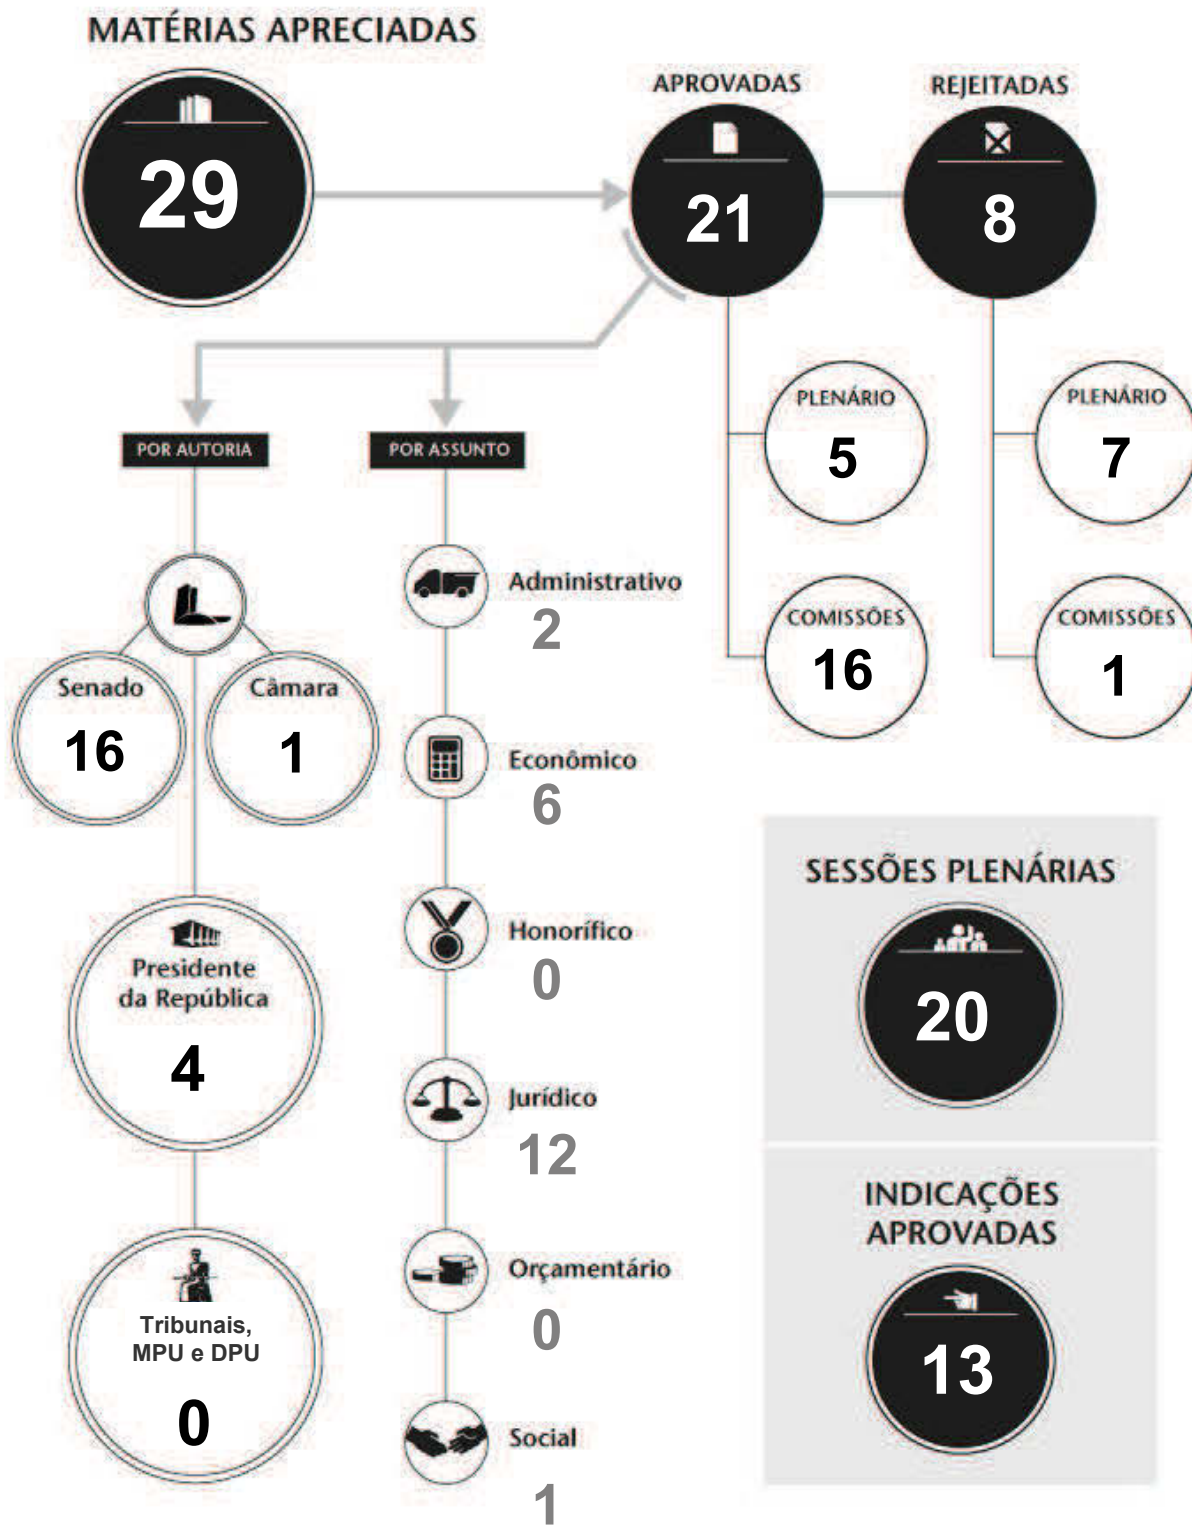 MATÉRIAS APRECIADAS
29
APROVADAS
21
REJEITADAS
8
PLENÁRIO
5
COMISSÕES
16
PLENÁRIO
7
COMISSÕES
1
POR AUTORIA
Senado
16
Câmara
1
Presidente
da República
4
Tribunais,
MPU e DPU
0
POR ASSUNTO
Administrativo
2
Econômico
6
Honorífico
0
Jurídico
12
Orçamentário
0
Social
1
SESSÕES PLENÁRIAS
20
INDICAÇÕES
APROVADAS
13